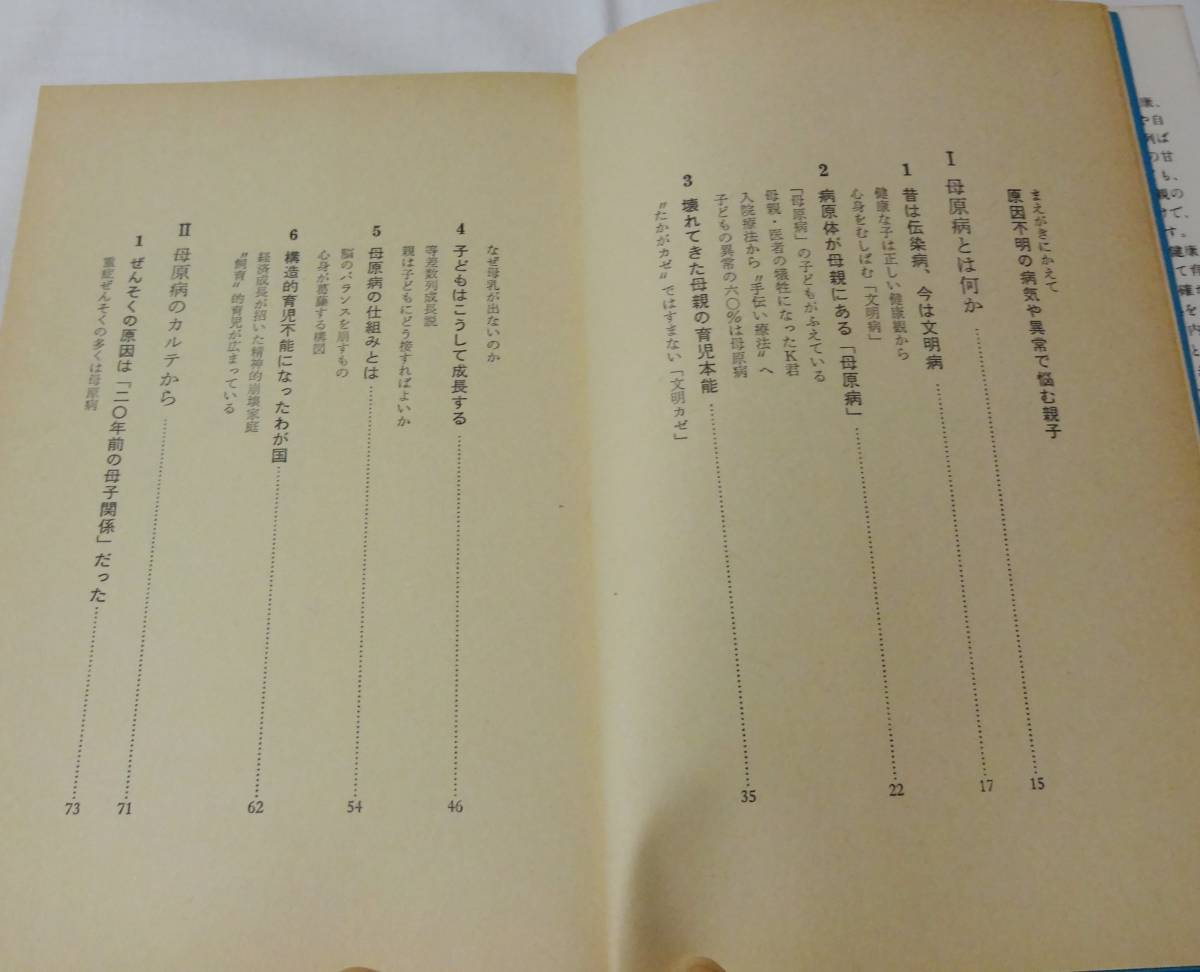 まえがきにかえて
原因不明の病気や異常で悩む親子
Ⅰ 母原病とは何か……15
1 昔は伝染病、今は文明病……17
健康な子は正しい健康観から
心身をむしばむ「文明病」
2 病原体が母親にある「母原病」……22
「母原病」の子どもがふえている
母親・医者の犠牲になったK君
入院療法から〝手伝い療法〟へ
子どもの異常の六〇％は母原病
3 壊れてきた母親の育児本能……35
〝たかがカゼ〟ではすまない「文明カゼ」
なぜ母乳が出ないのか
4 子どもはこうして成長する……46
等差数列成長説
親は子どもにどう接すればよいか
5 母原病の仕組みとは……54
脳のバランスを崩すもの
心身が葛藤する構図
6 構造的育児不能になったわが国……62
経済成長が招いた精神的崩壊家庭
〝飼育〟的育児が広まっている
Ⅱ 母原病のカルテから……71
1 ぜんそくの原因は「二〇年前の母子関係」だった……73
重症ぜんそくの多くは母原病